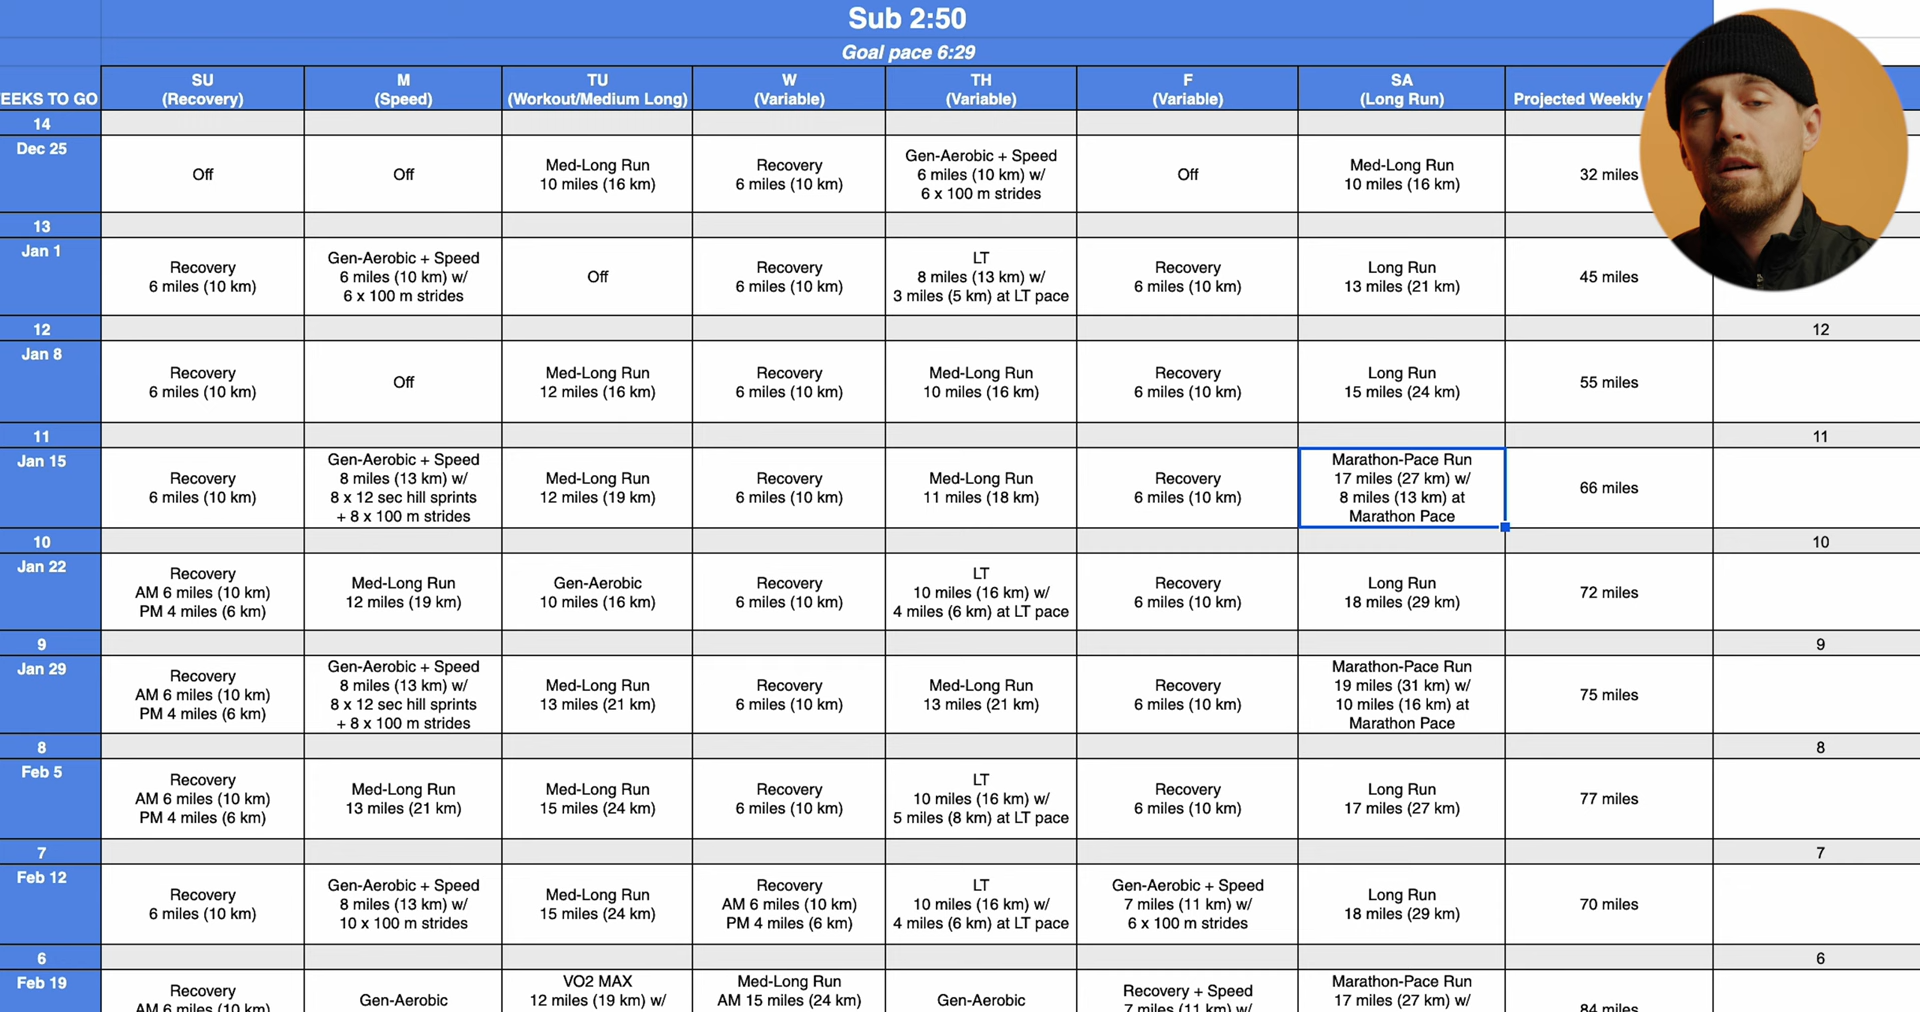 Sub 2:50
Goal pace 6:29
EEKS TO GO
SU
(Recovery)
M
(Speed)
TU
(Workout/Medium Long)
W
(Variable)
TH
(Variable)
F
(Variable)
SA
(Long Run)
Projected Weekly
14
Dec 25
Off
Off
Med-Long Run
10 miles (16 km)
Recovery
6 miles (10 km)
Gen-Aerobic + Speed
6 miles (10 km) w/
6 x 100 m strides
Off
Med-Long Run
10 miles (16 km)
32 miles
13
Jan 1
Recovery
6 miles (10 km)
Gen-Aerobic + Speed
6 miles (10 km) w/
6 x 100 m strides
Off
Recovery
6 miles (10 km)
LT
8 miles (13 km) w/
3 miles (5 km) at LT pace
Recovery
6 miles (10 km)
Long Run
13 miles (21 km)
45 miles
12
12
Jan 8
Recovery
6 miles (10 km)
Off
Med-Long Run
12 miles (16 km)
Recovery
6 miles (10 km)
Med-Long Run
10 miles (16 km)
Recovery
6 miles (10 km)
Long Run
15 miles (24 km)
55 miles
11
11
Jan 15
Recovery
6 miles (10 km)
Gen-Aerobic + Speed
8 miles (13 km) w/
8 x 12 sec hill sprints
+ 8 x 100 m strides
Med-Long Run
12 miles (19 km)
Recovery
6 miles (10 km)
Med-Long Run
11 miles (18 km)
Recovery
6 miles (10 km)
Marathon-Pace Run
17 miles (27 km) w/
8 miles (13 km) at
Marathon Pace
66 miles
10
10
Jan 22
Recovery
AM 6 miles (10 km)
PM 4 miles (6 km)
Med-Long Run
12 miles (19 km)
Gen-Aerobic
10 miles (16 km)
Recovery
6 miles (10 km)
LT
10 miles (16 km) w/
4 miles (6 km) at LT pace
Recovery
6 miles (10 km)
Long Run
18 miles (29 km)
72 miles
9
9
Jan 29
Recovery
AM 6 miles (10 km)
PM 4 miles (6 km)
Gen-Aerobic + Speed
8 miles (13 km) w/
8 x 12 sec hill sprints
+ 8 x 100 m strides
Med-Long Run
13 miles (21 km)
Recovery
6 miles (10 km)
Med-Long Run
13 miles (21 km)
Recovery
6 miles (10 km)
Marathon-Pace Run
19 miles (31 km) w/
10 miles (16 km) at
Marathon Pace
75 miles
8
8
Feb 5
Recovery
AM 6 miles (10 km)
PM 4 miles (6 km)
Med-Long Run
13 miles (21 km)
Med-Long Run
15 miles (24 km)
Recovery
6 miles (10 km)
LT
10 miles (16 km) w/
5 miles (8 km) at LT pace
Recovery
6 miles (10 km)
Long Run
17 miles (27 km)
77 miles
7
7
Feb 12
Recovery
6 miles (10 km)
Gen-Aerobic + Speed
8 miles (13 km) w/
10 x 100 m strides
Med-Long Run
15 miles (24 km)
Recovery
AM 6 miles (10 km)
PM 4 miles (6 km)
LT
10 miles (16 km) w/
4 miles (6 km) at LT pace
Gen-Aerobic + Speed
7 miles (11 km) w/
6 x 100 m strides
Long Run
18 miles (29 km)
70 miles
6
6
Feb 19
Recovery
AM 6 miles (10 km)
Gen-Aerobic
VO2 MAX
12 miles (19 km) w/
Med-Long Run
AM 15 miles (24 km)
Gen-Aerobic
Recovery + Speed
7 miles (11 km) w/
Marathon-Pace Run
17 miles (27 km) w/
84 miles